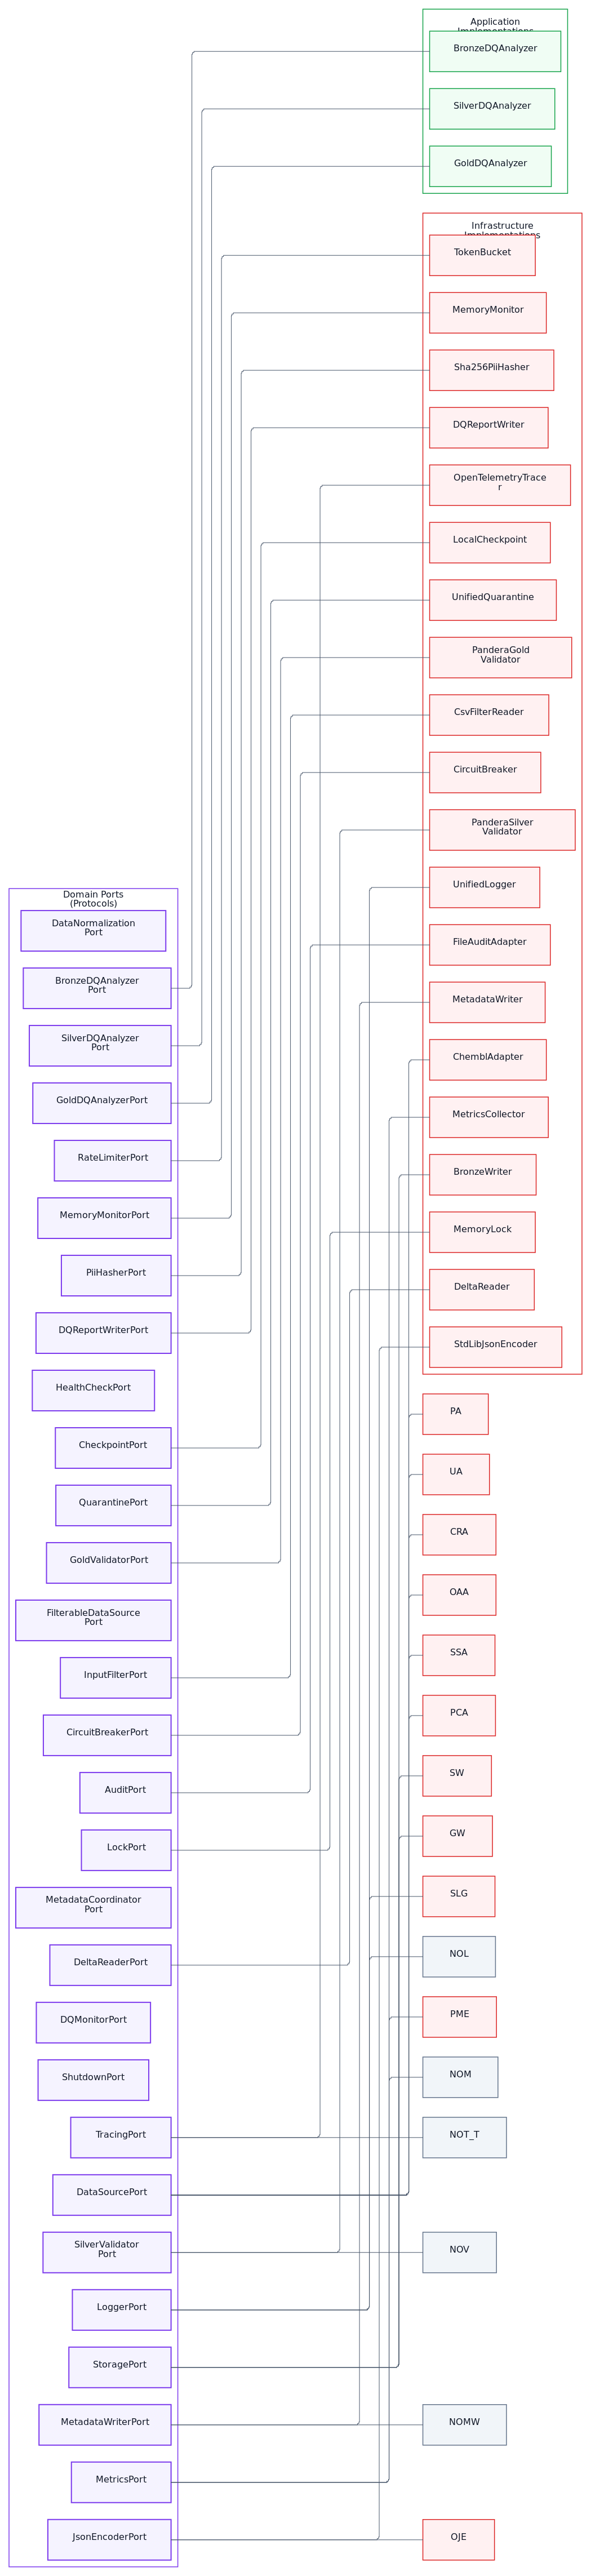 Application
Implementations
BronzeDQAnalyzer
SilverDQAnalyzer
GoldDQAnalyzer
Infrastructure
Implementations
TokenBucket
MemoryMonitor
Sha256PiiHasher
DQReportWriter
OpenTelemetryTrace
r
LocalCheckpoint
UnifiedQuarantine
PanderaGold
Validator
CsvFilterReader
CircuitBreaker
PanderaSilver
Validator
UnifiedLogger
FileAuditAdapter
MetadataWriter
ChemblAdapter
MetricsCollector
BronzeWriter
MemoryLock
DeltaReader
StdLibJsonEncoder
PA
UA
CRA
OAA
SSA
PCA
SW
GW
SLG
NOL
PME
NOM
NOT_T
NOV
NOMW
OJE
Domain Ports
(Protocols)
DataNormalization
Port
BronzeDQAnalyzer
Port
SilverDQAnalyzer
Port
GoldDQAnalyzerPort
RateLimiterPort
MemoryMonitorPort
PiiHasherPort
DQReportWriterPort
HealthCheckPort
CheckpointPort
QuarantinePort
GoldValidatorPort
FilterableDataSource
Port
InputFilterPort
CircuitBreakerPort
AuditPort
LockPort
MetadataCoordinator
Port
DeltaReaderPort
DQMonitorPort
ShutdownPort
TracingPort
DataSourcePort
SilverValidator
Port
LoggerPort
StoragePort
MetadataWriterPort
MetricsPort
JsonEncoderPort